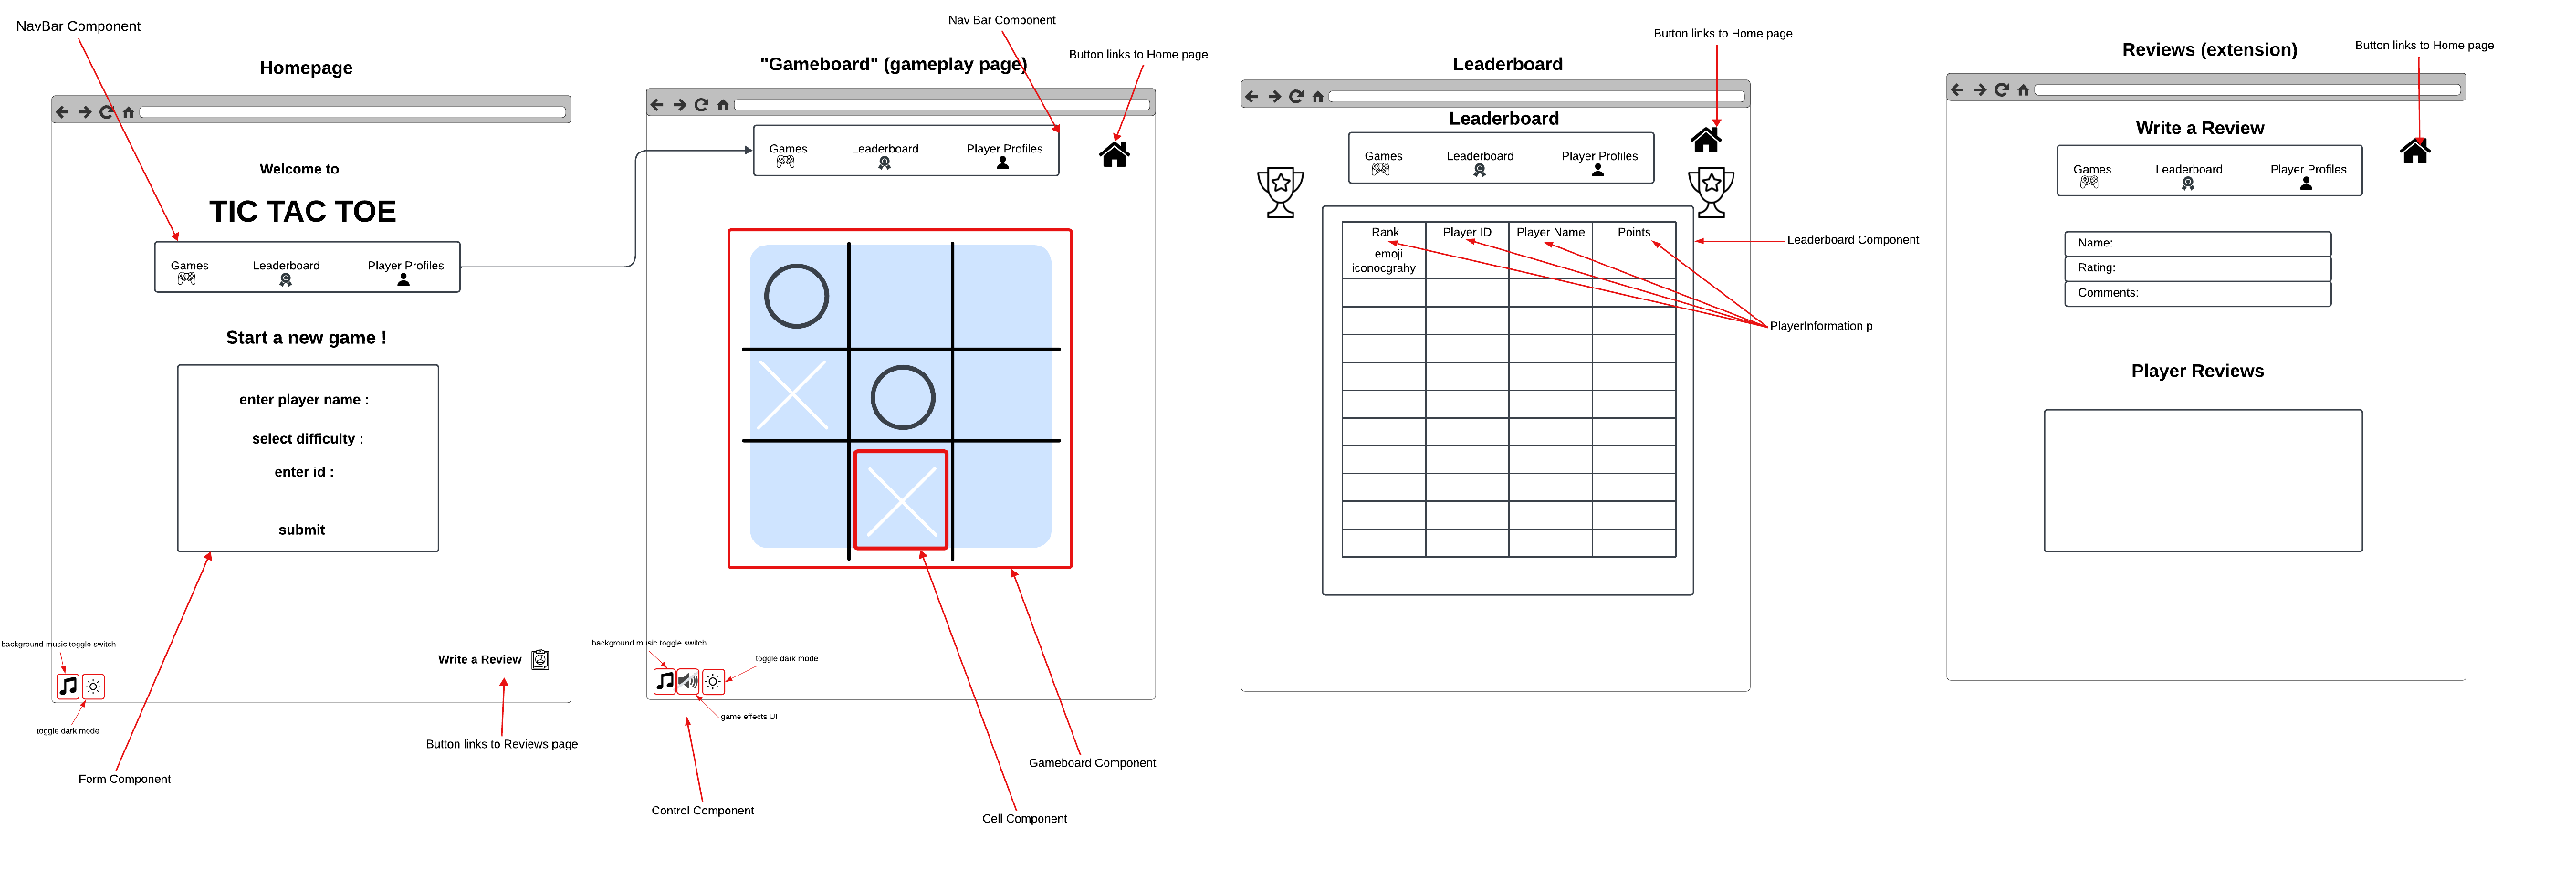 NavBar Component
Homepage
Welcome to
TIC TAC TOE
Games
Leaderboard
Player Profiles
Start a new game !
enter player name :
select difficulty :
enter id :
submit
background music toggle switch
toggle dark mode
Write a Review
Button links to Reviews page
Form Component
Nav Bar Component
Button links to Home page
"Gameboard" (gameplay page)
Games
Leaderboard
Player Profiles
background music toggle switch
toggle dark mode
game effects UI
Control Component
Gameboard Component
Cell Component
Button links to Home page
Leaderboard
Leaderboard
Games
Leaderboard
Player Profiles
Rank
Player ID
Player Name
Points
emoji
iconocgrahy
Leaderboard Component
PlayerInformation p
Reviews (extension)
Button links to Home page
Write a Review
Games
Leaderboard
Player Profiles
Name:
Rating:
Comments:
Player Reviews